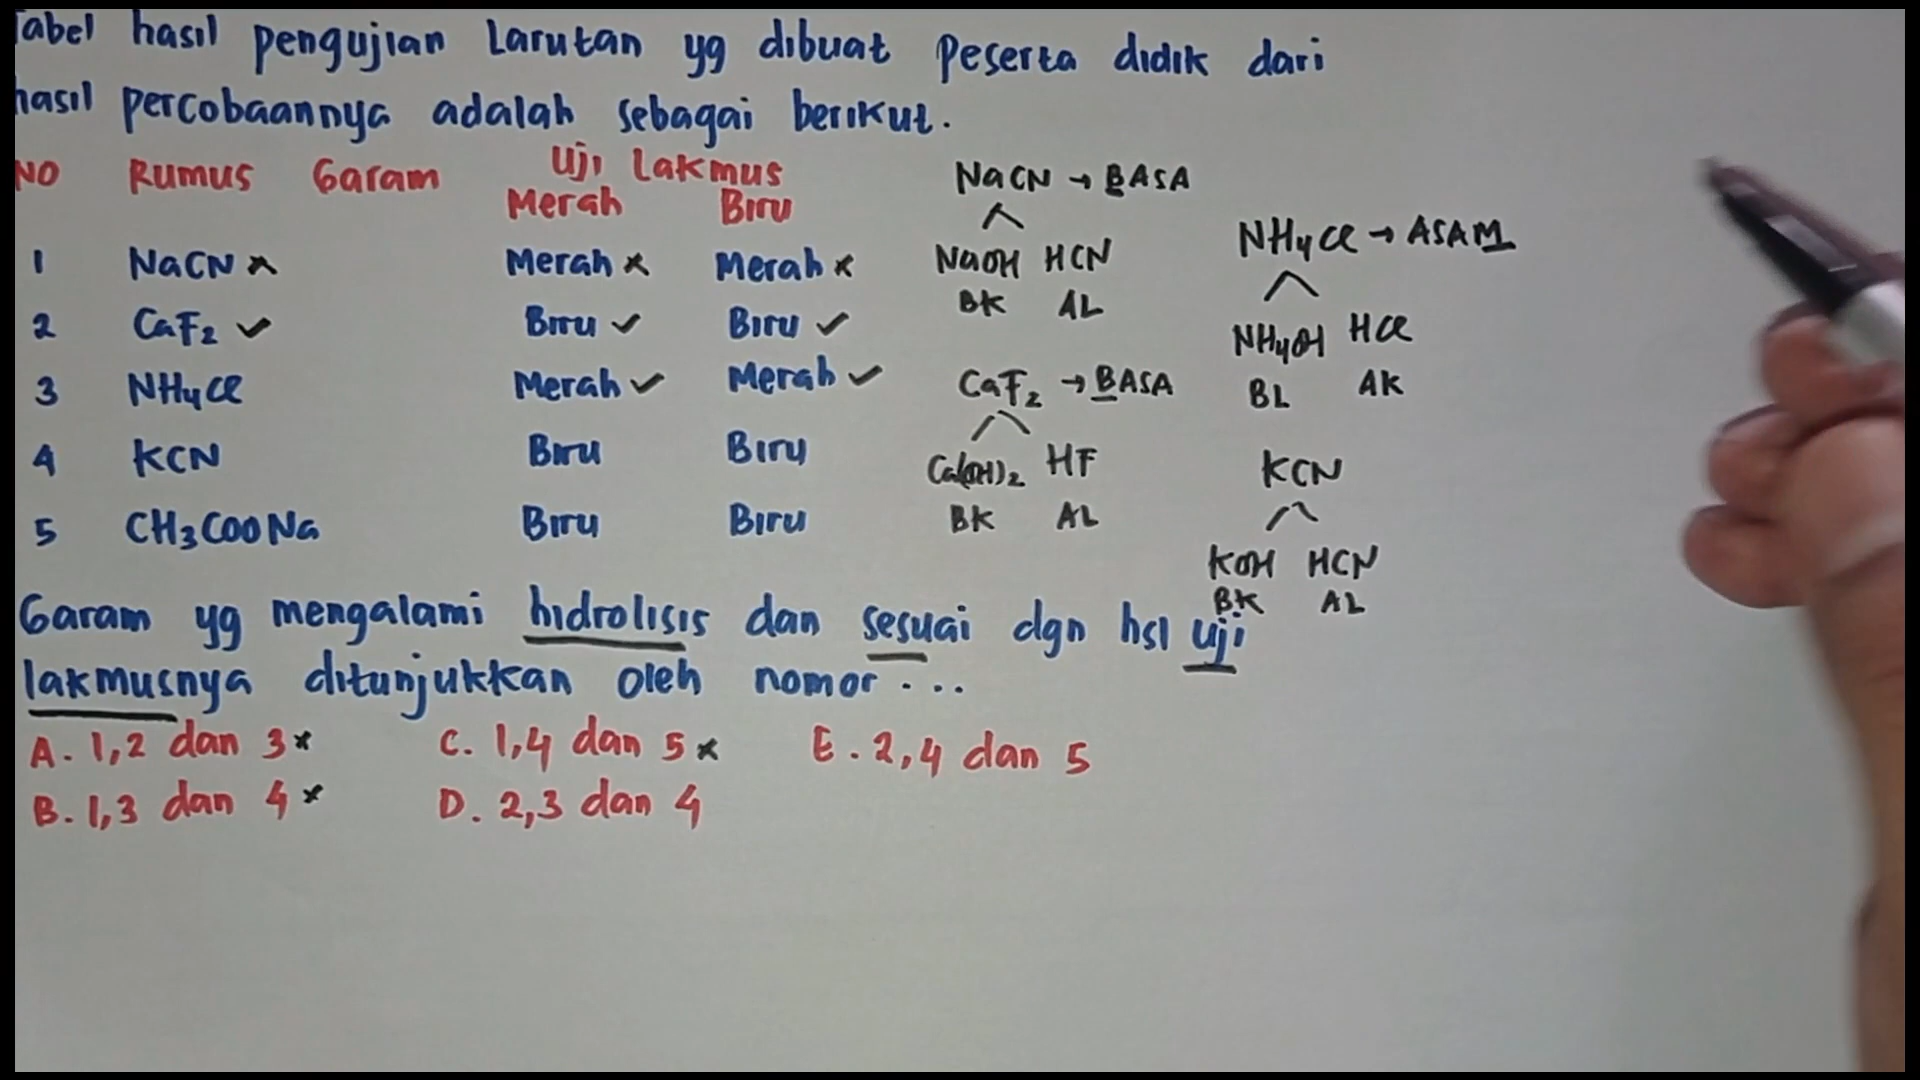 Tabel hasil pengujian Larutan yg dibuat Peserta didik dari
hasil percobaannya adalah sebagai berikut.
NO Rumus Garam Uji Lakmus
Merah Biru
1 NaCN × Merah × Merah ×
2 CaF2 ✓ Biru ✓ Biru ✓
3 NH4Cl Merah ✓ Merah ✓
4 KCN Biru Biru
5 CH3COONa Biru Biru
Garam yg mengalami hidrolisis dan sesuai dgn hsl uji
lakmusnya ditunjukkan oleh nomor ...
A. 1,2 dan 3 × C. 1,4 dan 5 × E. 2,4 dan 5
B. 1,3 dan 4 × D. 2,3 dan 4
NaCN → BASA
NaOH HCN
BK AL
CaF2 → BASA
Ca(OH)2 HF
BK AL
NH4Cl → ASAM
NH4OH HCl
BL AK
KCN
KOH HCN
BK AL